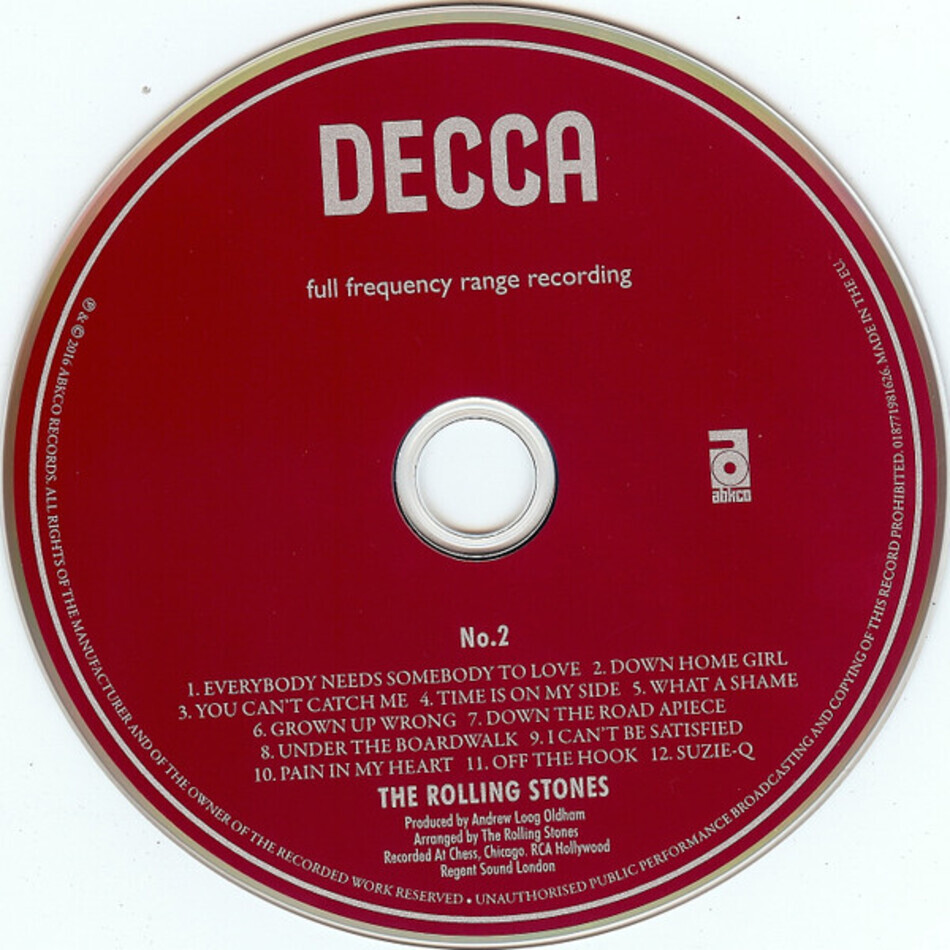 DECCA
full frequency range recording
abkco
No.2
1. EVERYBODY NEEDS SOMEBODY TO LOVE 2. DOWN HOME GIRL
3. YOU CAN'T CATCH ME 4. TIME IS ON MY SIDE 5. WHAT A SHAME
6. GROWN UP WRONG 7. DOWN THE ROAD APIECE
8. UNDER THE BOARDWALK 9. I CAN'T BE SATISFIED
10. PAIN IN MY HEART 11. OFF THE HOOK 12. SUZIE-Q
THE ROLLING STONES
Produced by Andrew Loog Oldham
Arranged by The Rolling Stones
Recorded At Chess, Chicago. RCA Hollywood
Regent Sound London
℗ & © 2016 ABKCO RECORDS. ALL RIGHTS OF THE MANUFACTURER AND OF THE OWNER OF THE RECORDED WORK RESERVED • UNAUTHORISED PUBLIC PERFORMANCE BROADCASTING AND COPYING OF THIS RECORD PROHIBITED. 018771981626. MADE IN THE EU.